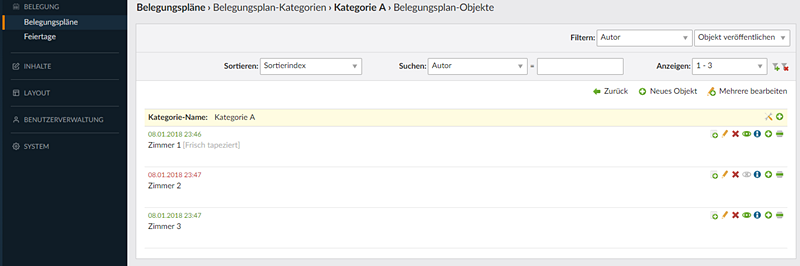 BELEGUNG
Belegungspläne
Feiertage
INHALTE
LAYOUT
BENUTZERVERWALTUNG
SYSTEM
Belegungspläne › Belegungsplan-Kategorien › Kategorie A › Belegungsplan-Objekte
Filtern: Autor Objekt veröffentlichen
Sortieren: Sortierindex Suchen: Autor = Anzeigen: 1 - 3
Zurück Neues Objekt Mehrere bearbeiten
Kategorie-Name: Kategorie A
08.01.2018 23:46
Zimmer 1 [Frisch tapeziert]
08.01.2018 23:47
Zimmer 2
08.01.2018 23:47
Zimmer 3